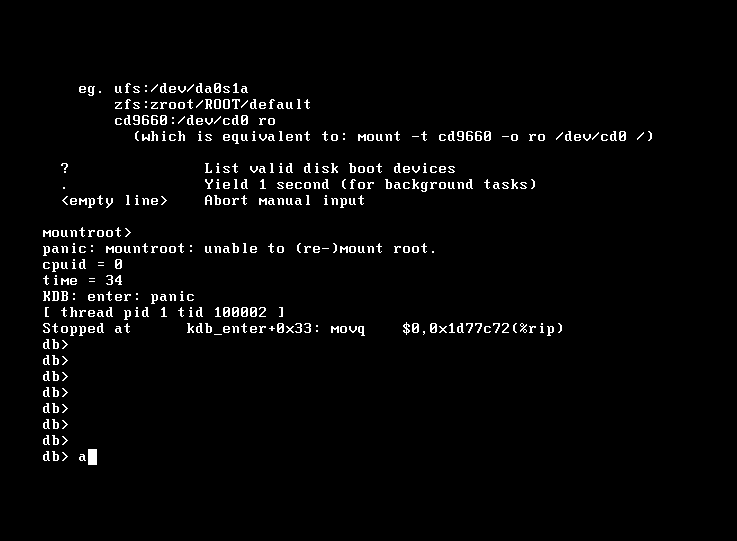 eg. ufs:/dev/da0s1a
zfs:zroot/ROOT/default
cd9660:/dev/cd0 ro
(which is equivalent to: mount -t cd9660 -o ro /dev/cd0 /)
? List valid disk boot devices
. Yield 1 second (for background tasks)
<empty line> Abort manual input
mountroot>
panic: mountroot: unable to (re-)mount root.
cpuid = 0
time = 34
KDB: enter: panic
[ thread pid 1 tid 100002 ]
Stopped at kdb_enter+0x33: movq $0,0x1d77c72(%rip)
db>
db>
db>
db>
db>
db>
db>
db> a